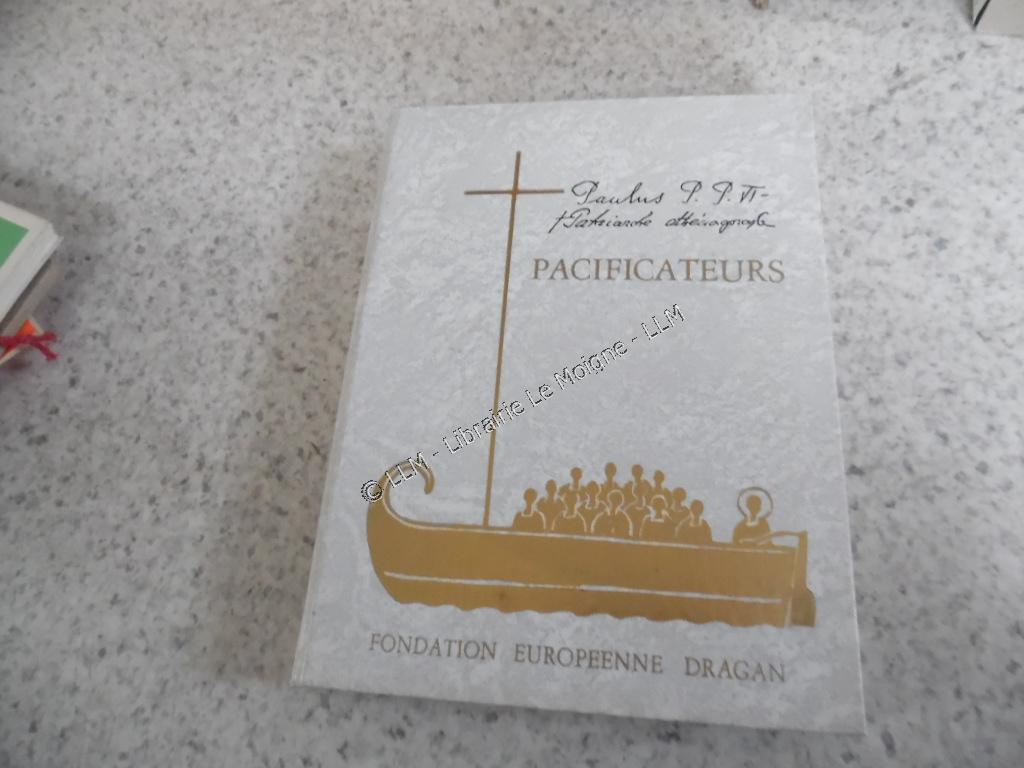 Paulus P. P. VI -
† Patriarche Athénagoras
PACIFICATEURS
© LLM - Librairie Le Moigne - LLM
FONDATION EUROPEENNE DRAGAN